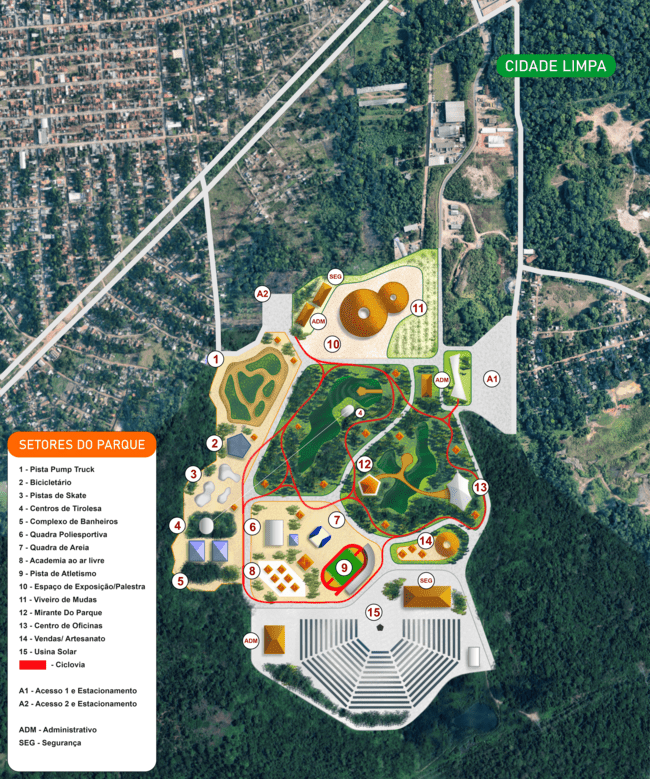 CIDADE LIMPA
SEG
A2
ADM
11
10
1
ADM
A1
4
SETORES DO PARQUE
1 - Pista Pump Truck
2 - Bicicletário
3 - Pistas de Skate
4 - Centros de Tirolesa
5 - Complexo de Banheiros
6 - Quadra Poliesportiva
7 - Quadra de Areia
8 - Academia ao ar livre
9 - Pista de Atletismo
10 - Espaço de Exposição/Palestra
11 - Viveiro de Mudas
12 - Mirante Do Parque
13 - Centro de Oficinas
14 - Vendas/ Artesanato
15 - Usina Solar
- Ciclovia
A1 - Acesso 1 e Estacionamento
A2 - Acesso 2 e Estacionamento
ADM - Administrativo
SEG - Segurança
2
12
3
13
7
4
6
14
9
8
5
SEG
15
ADM